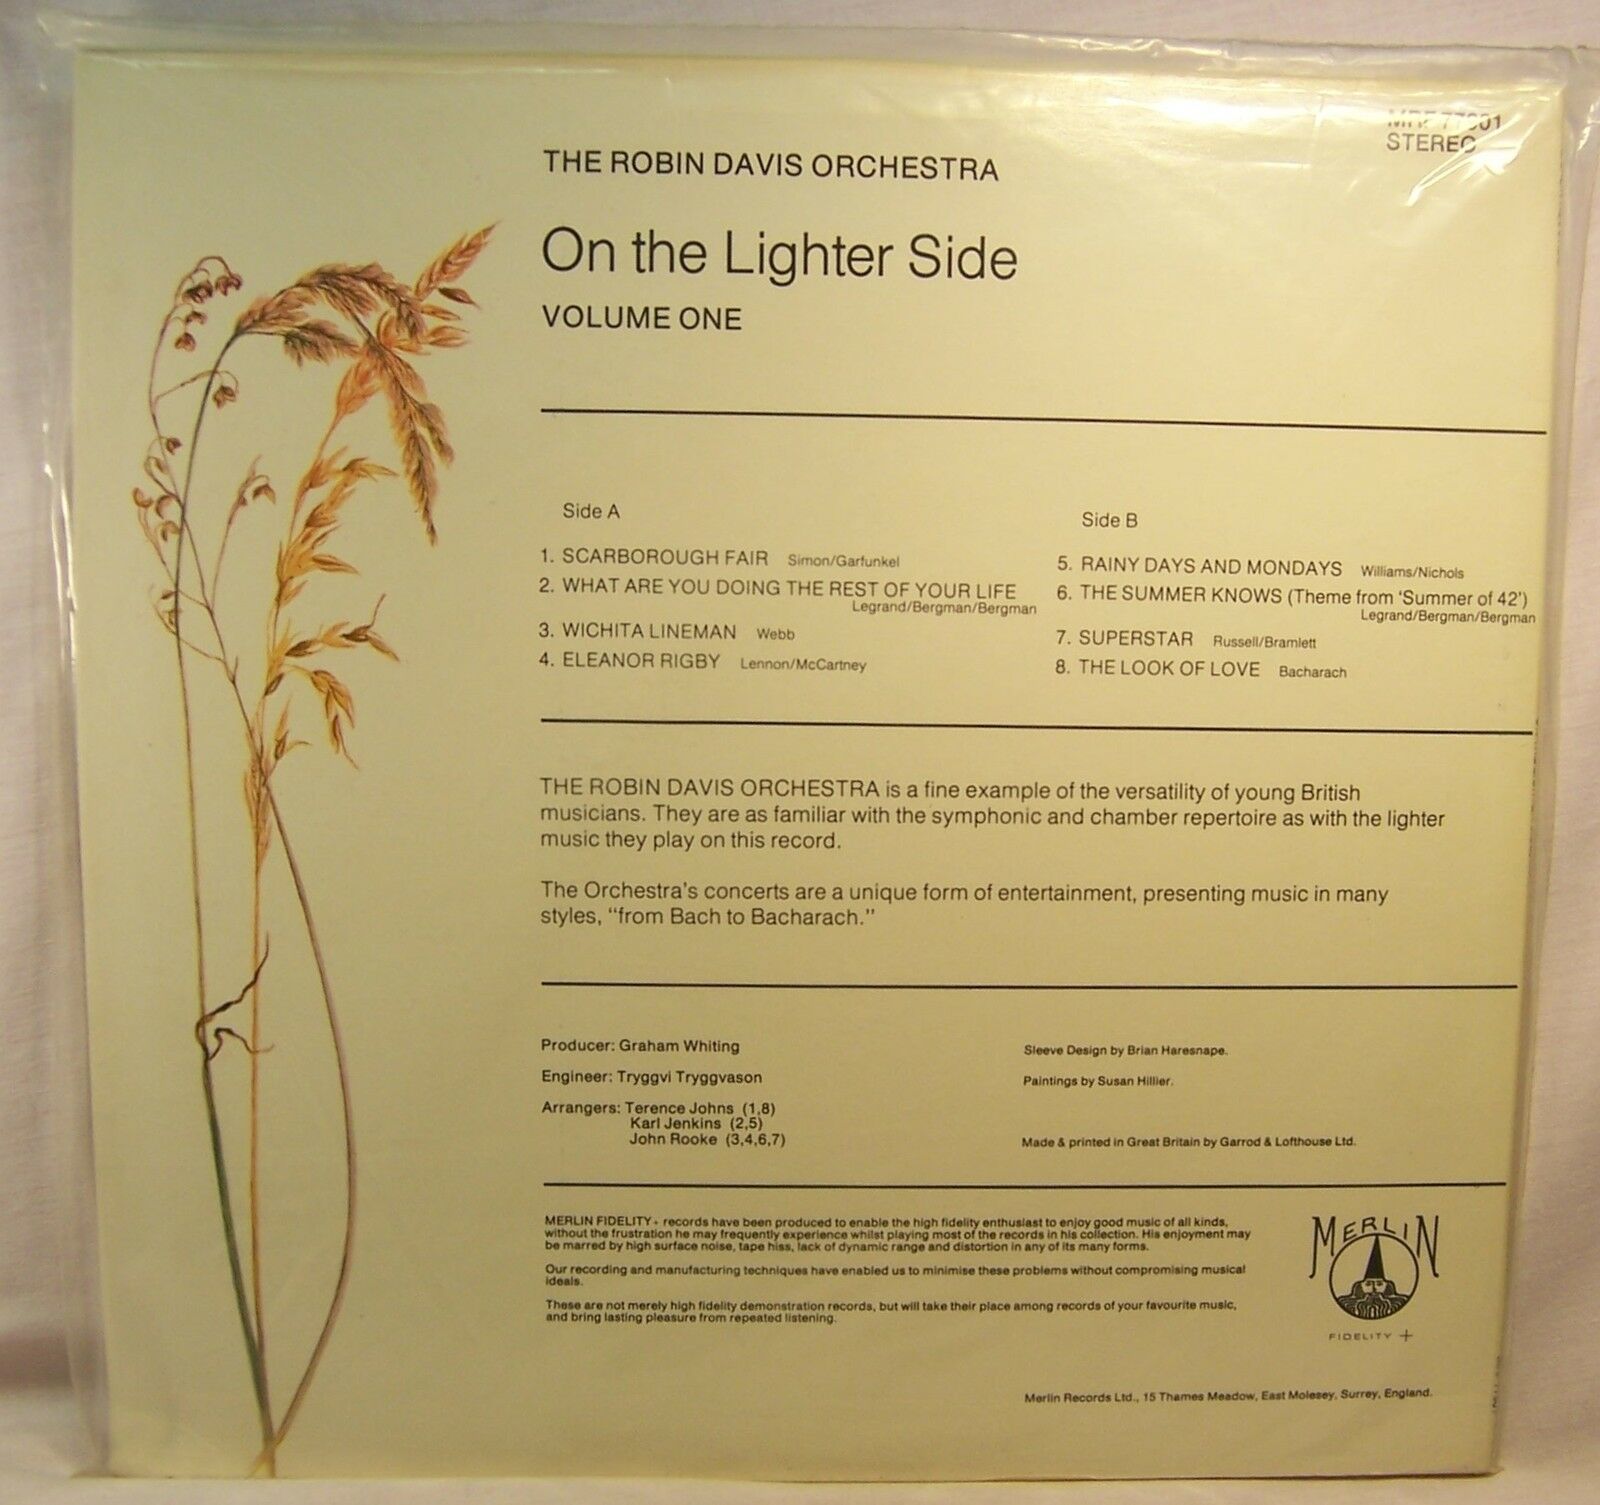 MRF 77001
STEREO
THE ROBIN DAVIS ORCHESTRA
On the Lighter Side
VOLUME ONE
Side A
1. SCARBOROUGH FAIR Simon/Garfunkel
2. WHAT ARE YOU DOING THE REST OF YOUR LIFE
Legrand/Bergman/Bergman
3. WICHITA LINEMAN Webb
4. ELEANOR RIGBY Lennon/McCartney
Side B
5. RAINY DAYS AND MONDAYS Williams/Nichols
6. THE SUMMER KNOWS (Theme from 'Summer of 42')
Legrand/Bergman/Bergman
7. SUPERSTAR Russell/Bramlett
8. THE LOOK OF LOVE Bacharach
THE ROBIN DAVIS ORCHESTRA is a fine example of the versatility of young British
musicians. They are as familiar with the symphonic and chamber repertoire as with the lighter
music they play on this record.
The Orchestra's concerts are a unique form of entertainment, presenting music in many
styles, "from Bach to Bacharach."
Producer: Graham Whiting
Engineer: Tryggvi Tryggvason
Arrangers: Terence Johns (1,8)
Karl Jenkins (2,5)
John Rooke (3,4,6,7)
Sleeve Design by Brian Haresnape.
Paintings by Susan Hillier.
Made & printed in Great Britain by Garrod & Lofthouse Ltd.
MERLIN FIDELITY+ records have been produced to enable the high fidelity enthusiast to enjoy good music of all kinds,
without the frustration he may frequently experience whilst playing most of the records in his collection. His enjoyment may
be marred by high surface noise, tape hiss, lack of dynamic range and distortion in any of its many forms.
Our recording and manufacturing techniques have enabled us to minimise these problems without compromising musical
ideals.
These are not merely high fidelity demonstration records, but will take their place among records of your favourite music,
and bring lasting pleasure from repeated listening.
MERLIN
FIDELITY +
Merlin Records Ltd., 15 Thames Meadow, East Molesey, Surrey, England.